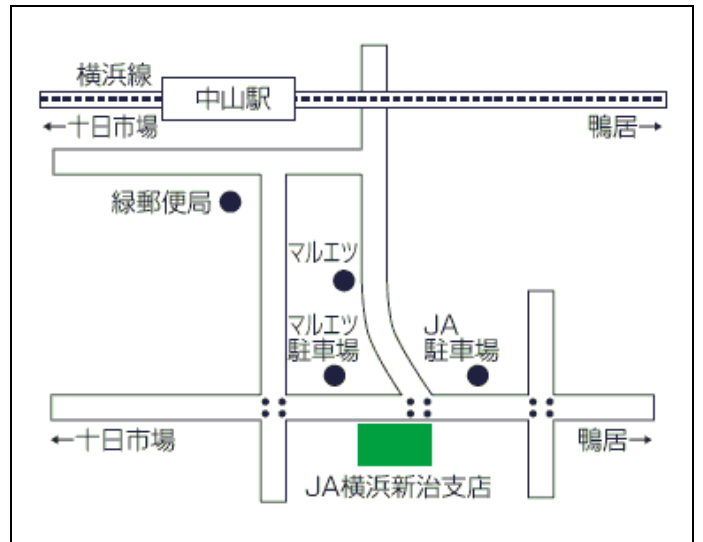 横浜線
中山駅
←十日市場
鴨居→
緑郵便局
マルエツ
マルエツ
駐車場
JA
駐車場
←十日市場
鴨居→
JA横浜新治支店